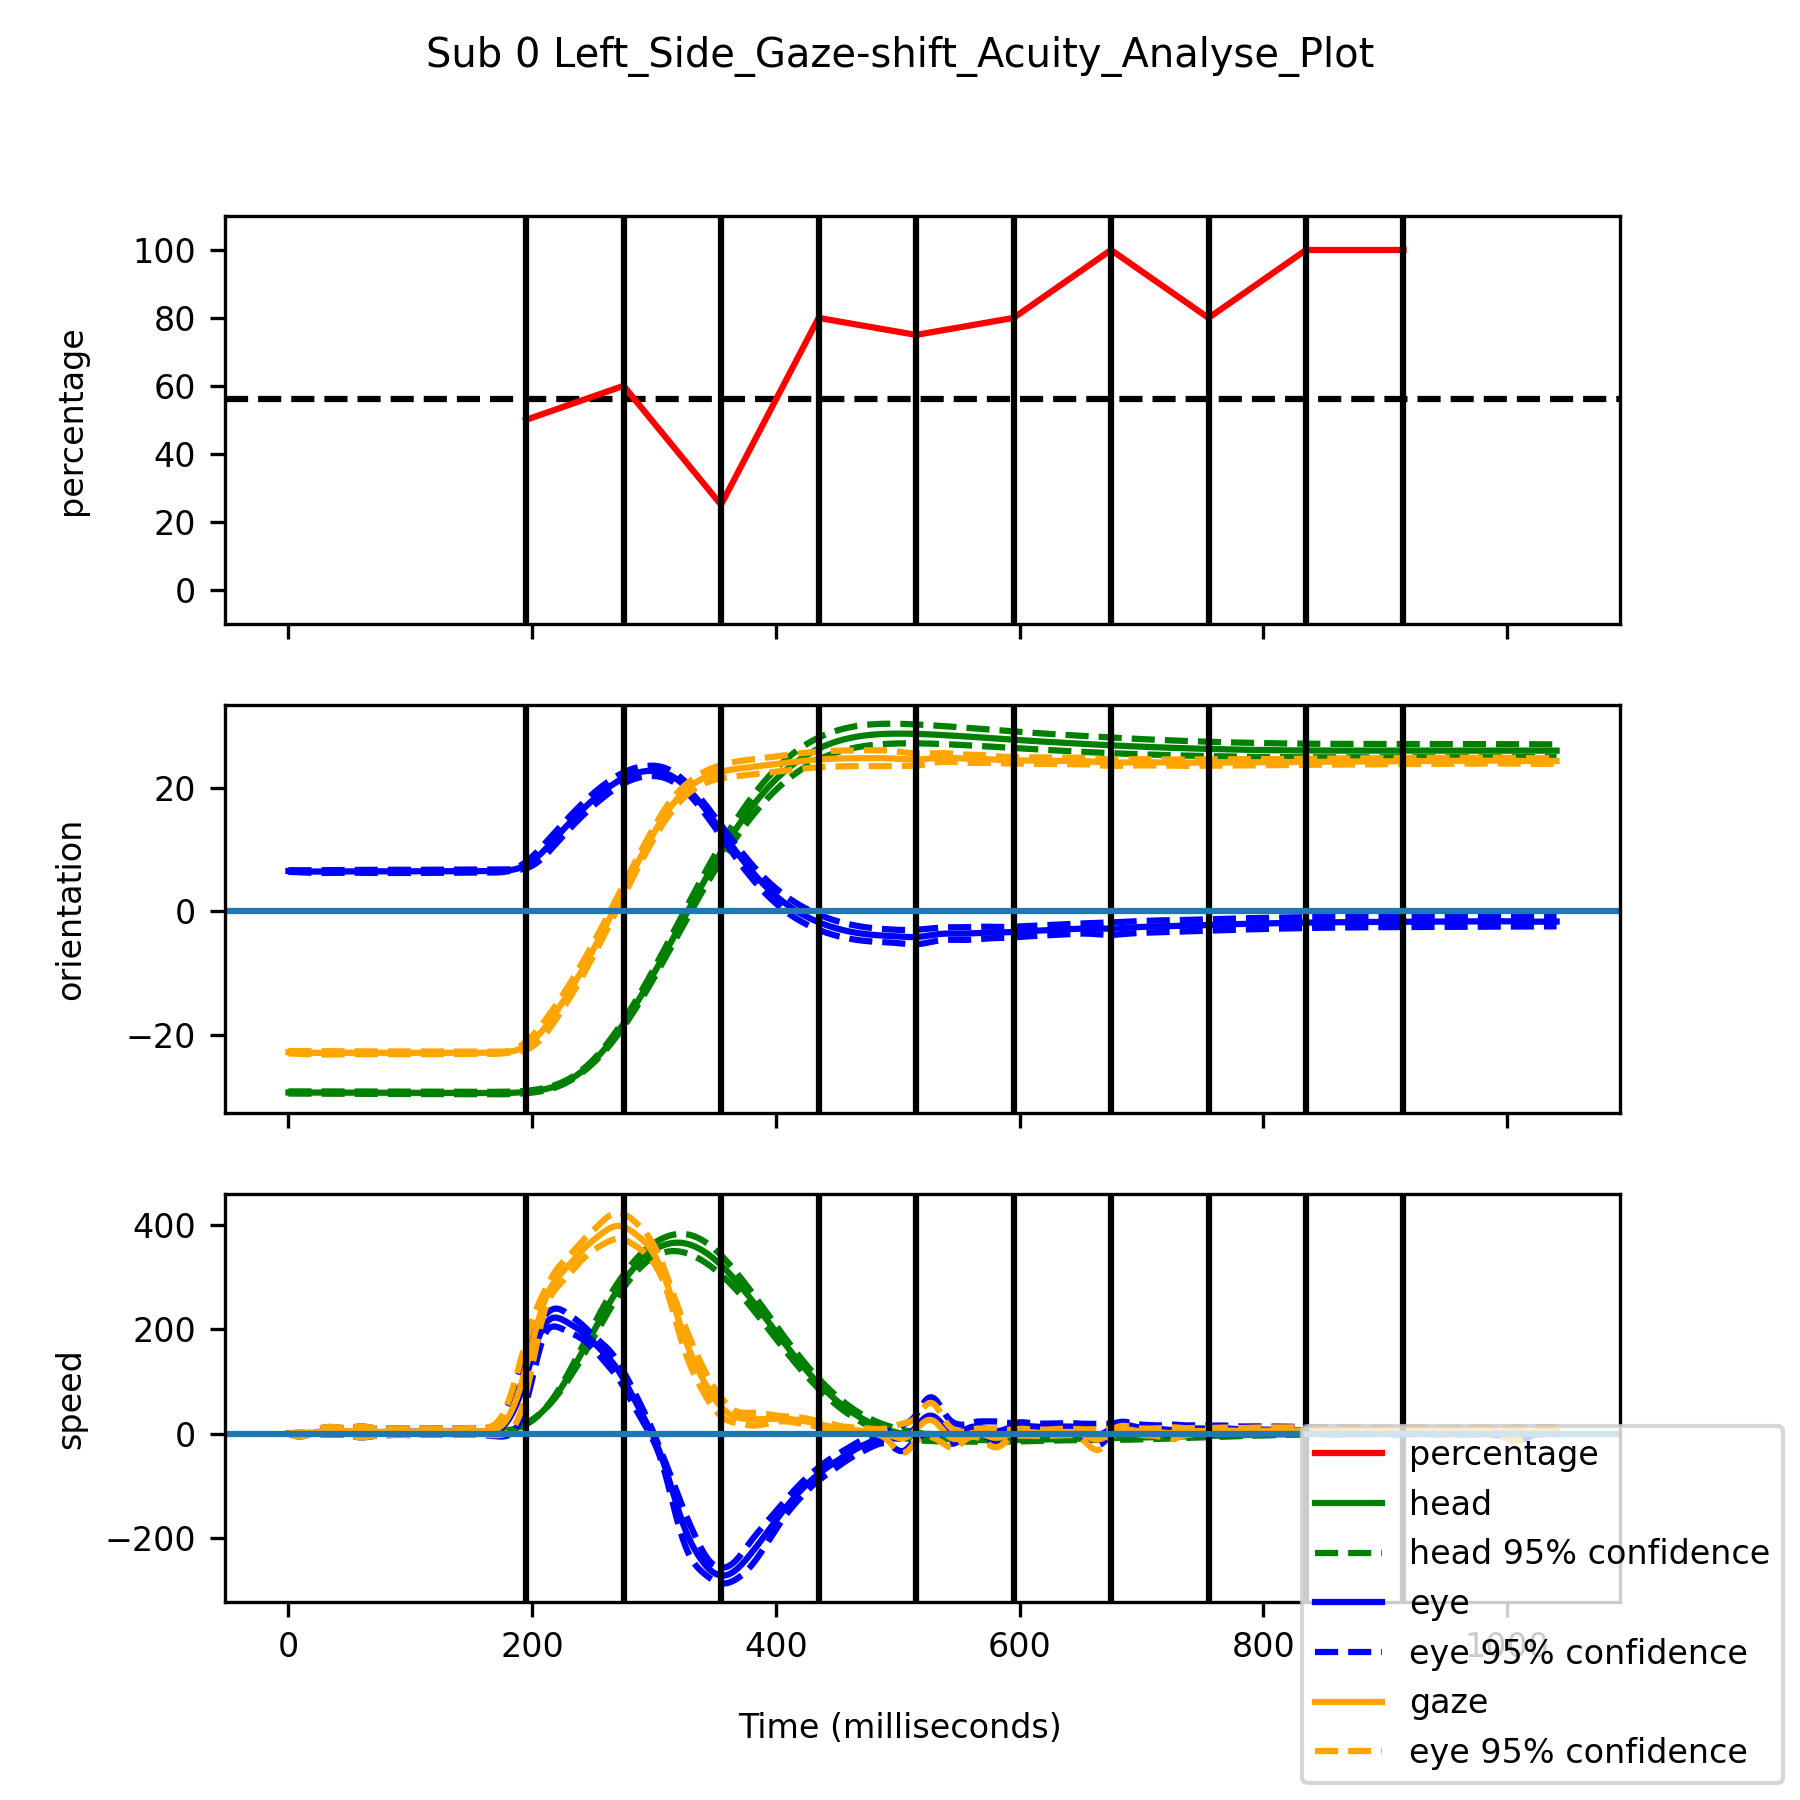 Sub 0 Left_Side_Gaze-shift_Acuity_Analyse_Plot
percentage
100
80
60
40
20
0
orientation
20
0
−20
speed
400
200
0
−200
0 200 400 600 800 1000
Time (milliseconds)
percentage
head
head 95% confidence
eye
eye 95% confidence
gaze
eye 95% confidence